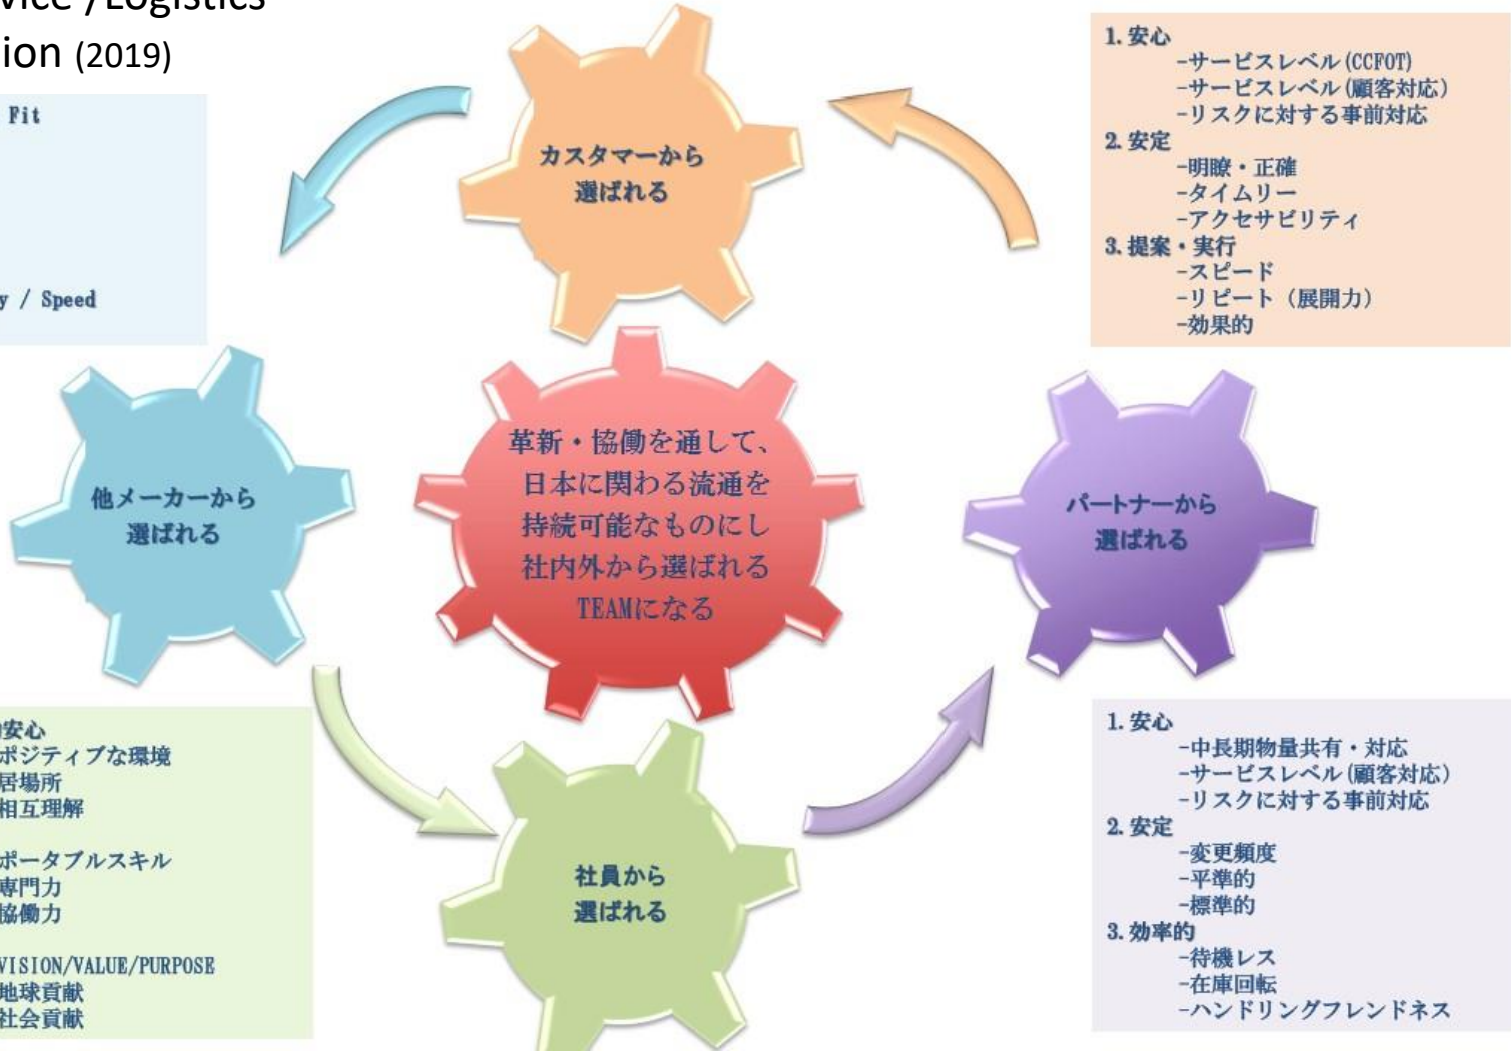 vice /Logistics
ion (2019)
Fit
y / Speed
カスタマーから
選ばれる
1. 安心
-サービスレベル(CCFOT)
-サービスレベル(顧客対応)
-リスクに対する事前対応
2. 安定
-明瞭・正確
-タイムリー
-アクセサビリティ
3. 提案・実行
-スピード
-リピート（展開力）
-効果的
他メーカーから
選ばれる
革新・協働を通して、
日本に関わる流通を
持続可能なものにし
社内外から選ばれる
TEAMになる
パートナーから
選ばれる
安心
ポジティブな環境
居場所
相互理解
ポータブルスキル
専門力
協働力
VISION/VALUE/PURPOSE
地球貢献
社会貢献
社員から
選ばれる
1. 安心
-中長期物量共有・対応
-サービスレベル(顧客対応)
-リスクに対する事前対応
2. 安定
-変更頻度
-平準的
-標準的
3. 効率的
-待機レス
-在庫回転
-ハンドリングフレンドネス